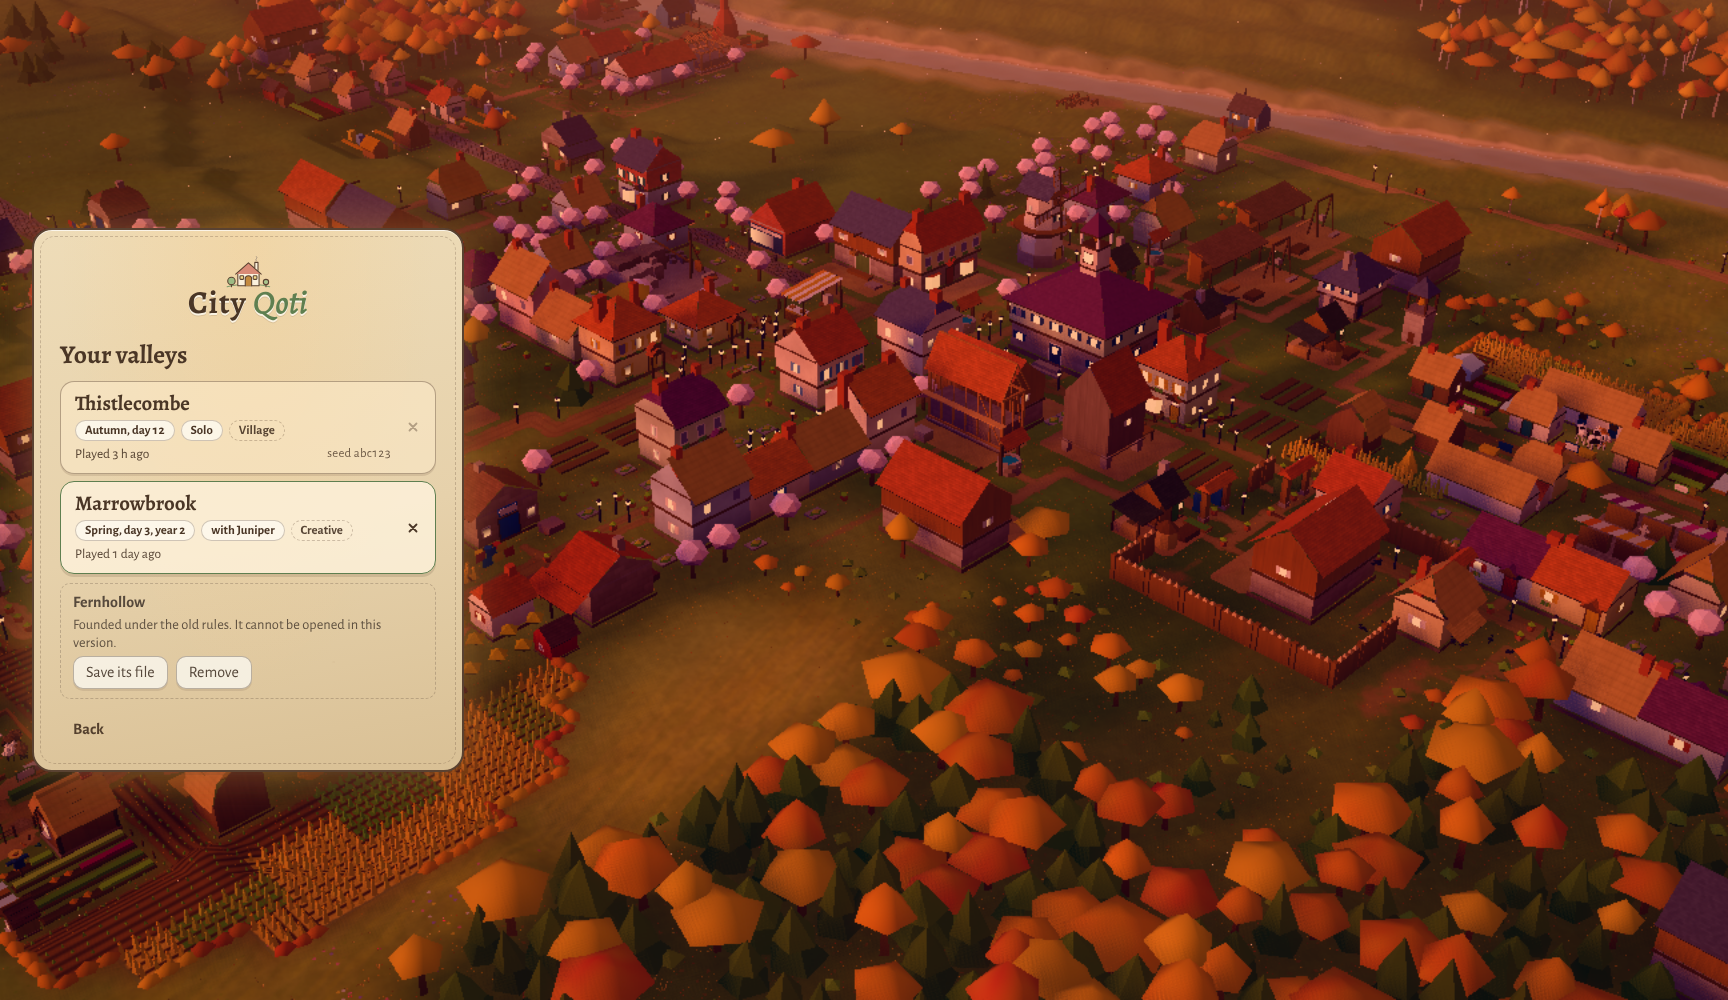 City Qoti
Your valleys
Thistlecombe
Autumn, day 12 Solo Village
Played 3 h ago seed abc123
Marrowbrook
Spring, day 3, year 2 with Juniper Creative
Played 1 day ago
Fernhollow
Founded under the old rules. It cannot be opened in this
version.
Save its file Remove
Back